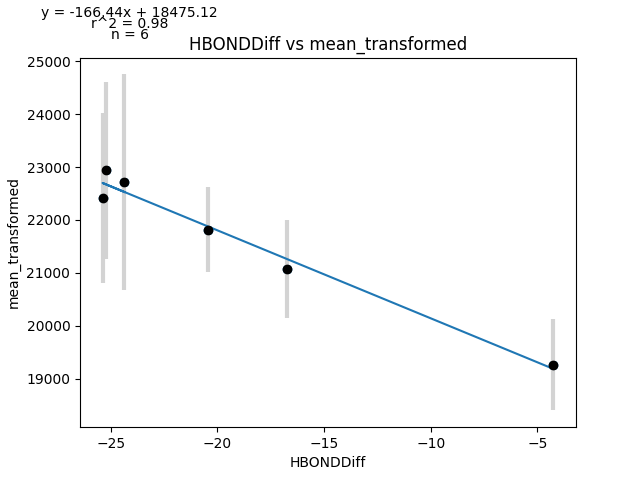 y = -166.44x + 18475.12
r^2 = 0.98
n = 6
HBONDDiff vs mean_transformed
25000
24000
23000
22000
21000
20000
19000
mean_transformed
−25
−20
−15
−10
−5
HBONDDiff